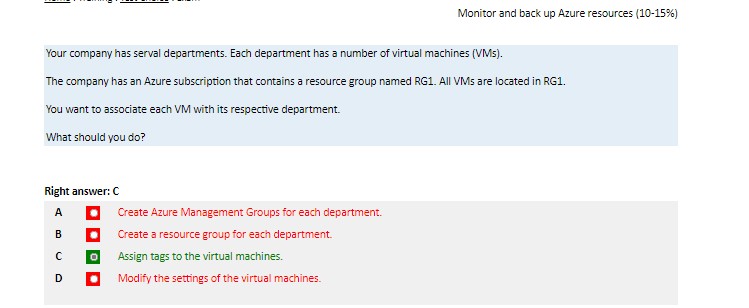 Monitor and back up Azure resources (10-15%)
Your company has serval departments. Each department has a number of virtual machines (VMs).
The company has an Azure subscription that contains a resource group named RG1. All VMs are located in RG1.
You want to associate each VM with its respective department.
What should you do?
Right answer: C
A Create Azure Management Groups for each department.
B Create a resource group for each department.
C Assign tags to the virtual machines.
D Modify the settings of the virtual machines.